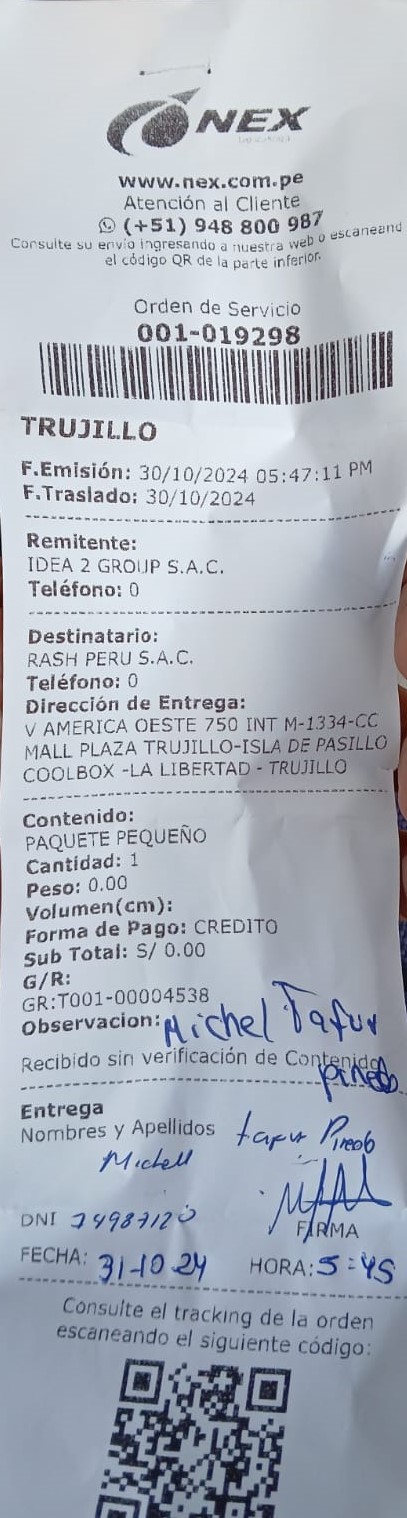 NEX
www.nex.com.pe
Atención al Cliente
(+51) 948 800 987
Consulte su envío ingresando a nuestra web o escaneand
el código QR de la parte inferior.
Orden de Servicio
001-019298
TRUJILLO
F.Emisión: 30/10/2024 05:47:11 PM
F.Traslado: 30/10/2024
Remitente:
IDEA 2 GROUP S.A.C.
Teléfono: 0
Destinatario:
RASH PERU S.A.C.
Teléfono: 0
Dirección de Entrega:
V AMERICA OESTE 750 INT M-1334-CC
MALL PLAZA TRUJILLO-ISLA DE PASILLO
COOLBOX -LA LIBERTAD - TRUJILLO
Contenido:
PAQUETE PEQUEÑO
Cantidad: 1
Peso: 0.00
Volumen(cm):
Forma de Pago: CREDITO
Sub Total: S/ 0.00
G/R:
GR:T001-00004538
Observacion: Michel Tafur
Recibido sin verificación de Contenido
Pinedo
Entrega
Nombres y Apellidos tafur
Michell
DNI 74987120
FIRMA
FECHA: 31-10-24 HORA: 5:45
Consulte el tracking de la orden
escaneando el siguiente código: